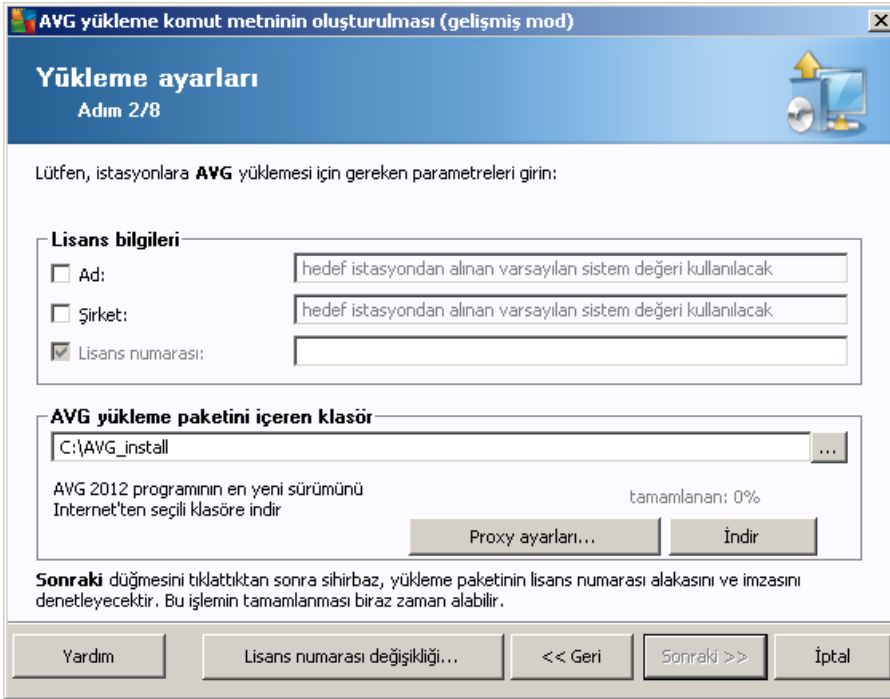 AVG yükleme komut metninin oluşturulması (gelişmiş mod)
Yükleme ayarları
Adım 2/8
Lütfen, istasyonlara AVG yüklemesi için gereken parametreleri girin:
Lisans bilgileri
Ad:
hedef istasyondan alınan varsayılan sistem değeri kullanılacak
Şirket:
hedef istasyondan alınan varsayılan sistem değeri kullanılacak
Lisans numarası:
AVG yükleme paketini içeren klasör
C:\AVG_install
...
AVG 2012 programının en yeni sürümünü
Internet'ten seçili klasöre indir
tamamlanan: 0%
Proxy ayarları...
İndir
Sonraki düğmesini tıklattıktan sonra sihirbaz, yükleme paketinin lisans numarası alakasını ve imzasını
denetleyecektir. Bu işlemin tamamlanması biraz zaman alabilir.
Yardım
Lisans numarası değişikliği...
<< Geri
Sonraki >>
İptal